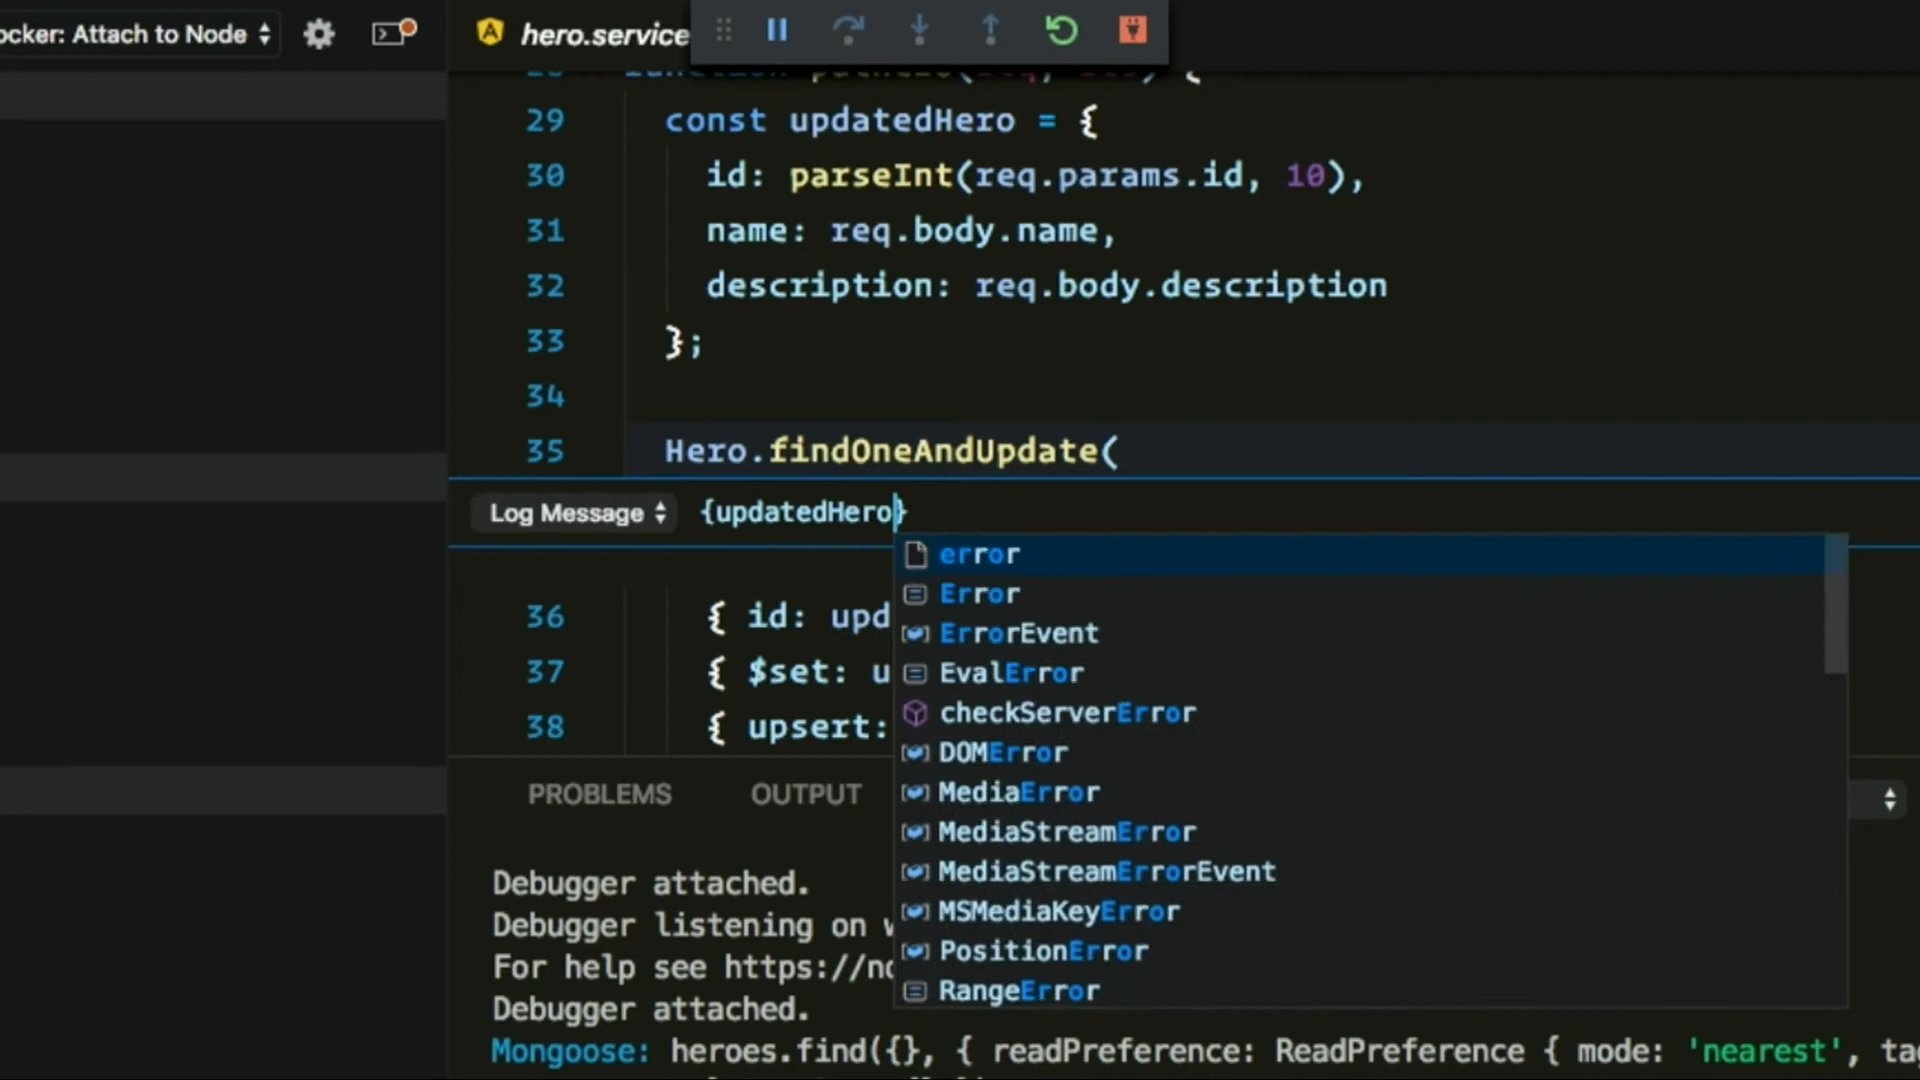 ocker: Attach to Node
hero.service
29 const updatedHero = {
30 id: parseInt(req.params.id, 10),
31 name: req.body.name,
32 description: req.body.description
33 };
34
35 Hero.findOneAndUpdate(
Log Message {updatedHero}
error
Error
ErrorEvent
EvalError
checkServerError
DOMError
MediaError
MediaStreamError
MediaStreamErrorEvent
MSMediaKeyError
PositionError
RangeError
36 { id: upd
37 { $set: u
38 { upsert:
PROBLEMS OUTPUT
Debugger attached.
Debugger listening on w
For help see https://no
Debugger attached.
Mongoose: heroes.find({}, { readPreference: ReadPreference { mode: 'nearest', tag